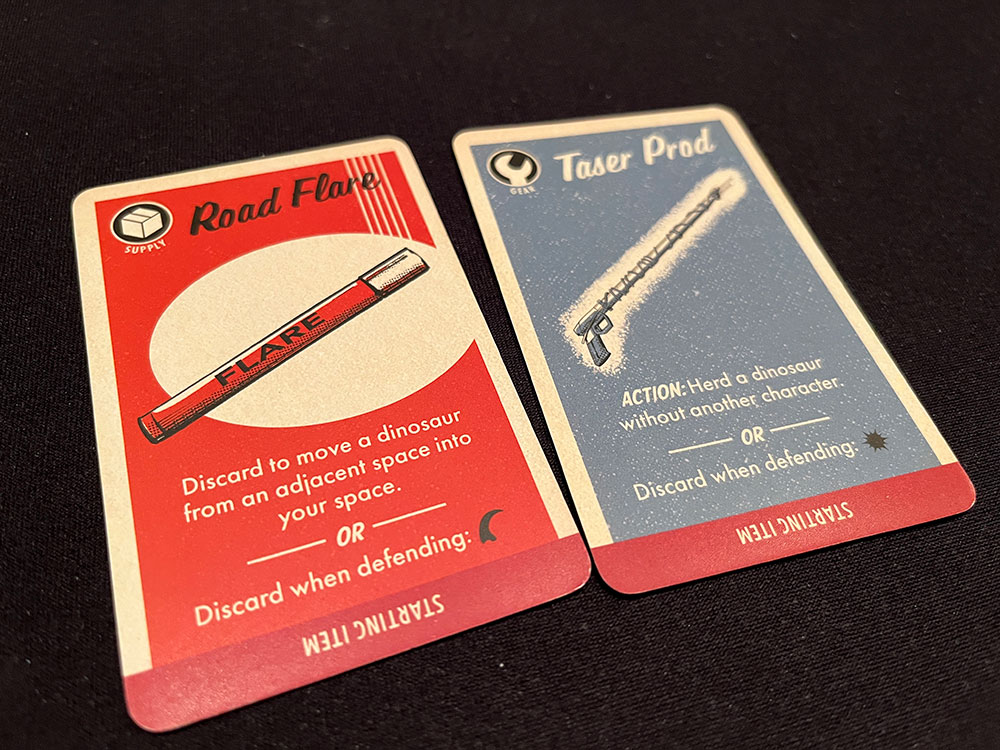 SUPPLY
Road Flare
FLARE
Discard to move a dinosaur
from an adjacent space into
your space.
OR
Discard when defending:
STARTING ITEM
GEAR
Taser Prod
ACTION: Herd a dinosaur
without another character.
OR
Discard when defending:
STARTING ITEM